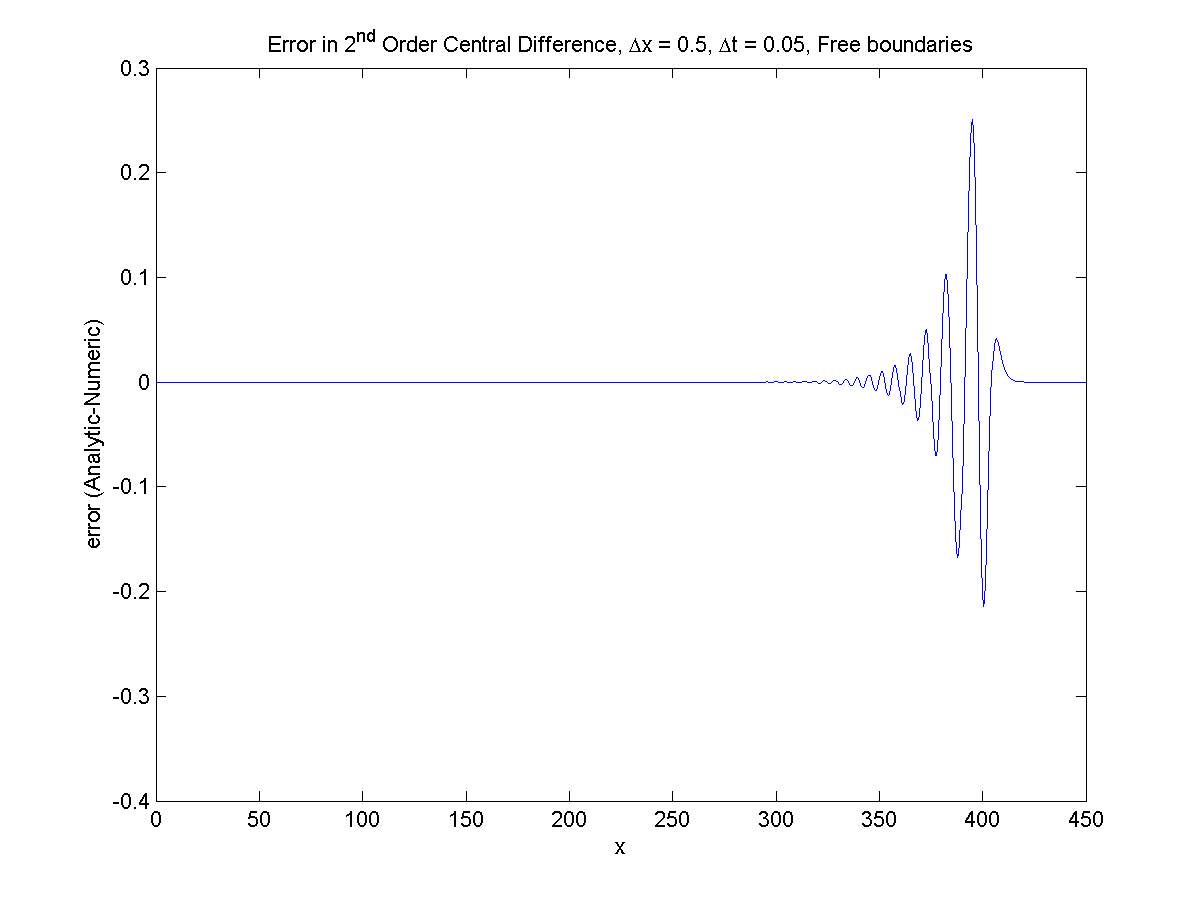 Error in 2nd Order Central Difference, Δx = 0.5, Δt = 0.05, Free boundaries
0.3
0.2
0.1
0
-0.1
-0.2
-0.3
-0.4
error (Analytic-Numeric)
0 50 100 150 200 250 300 350 400 450
x